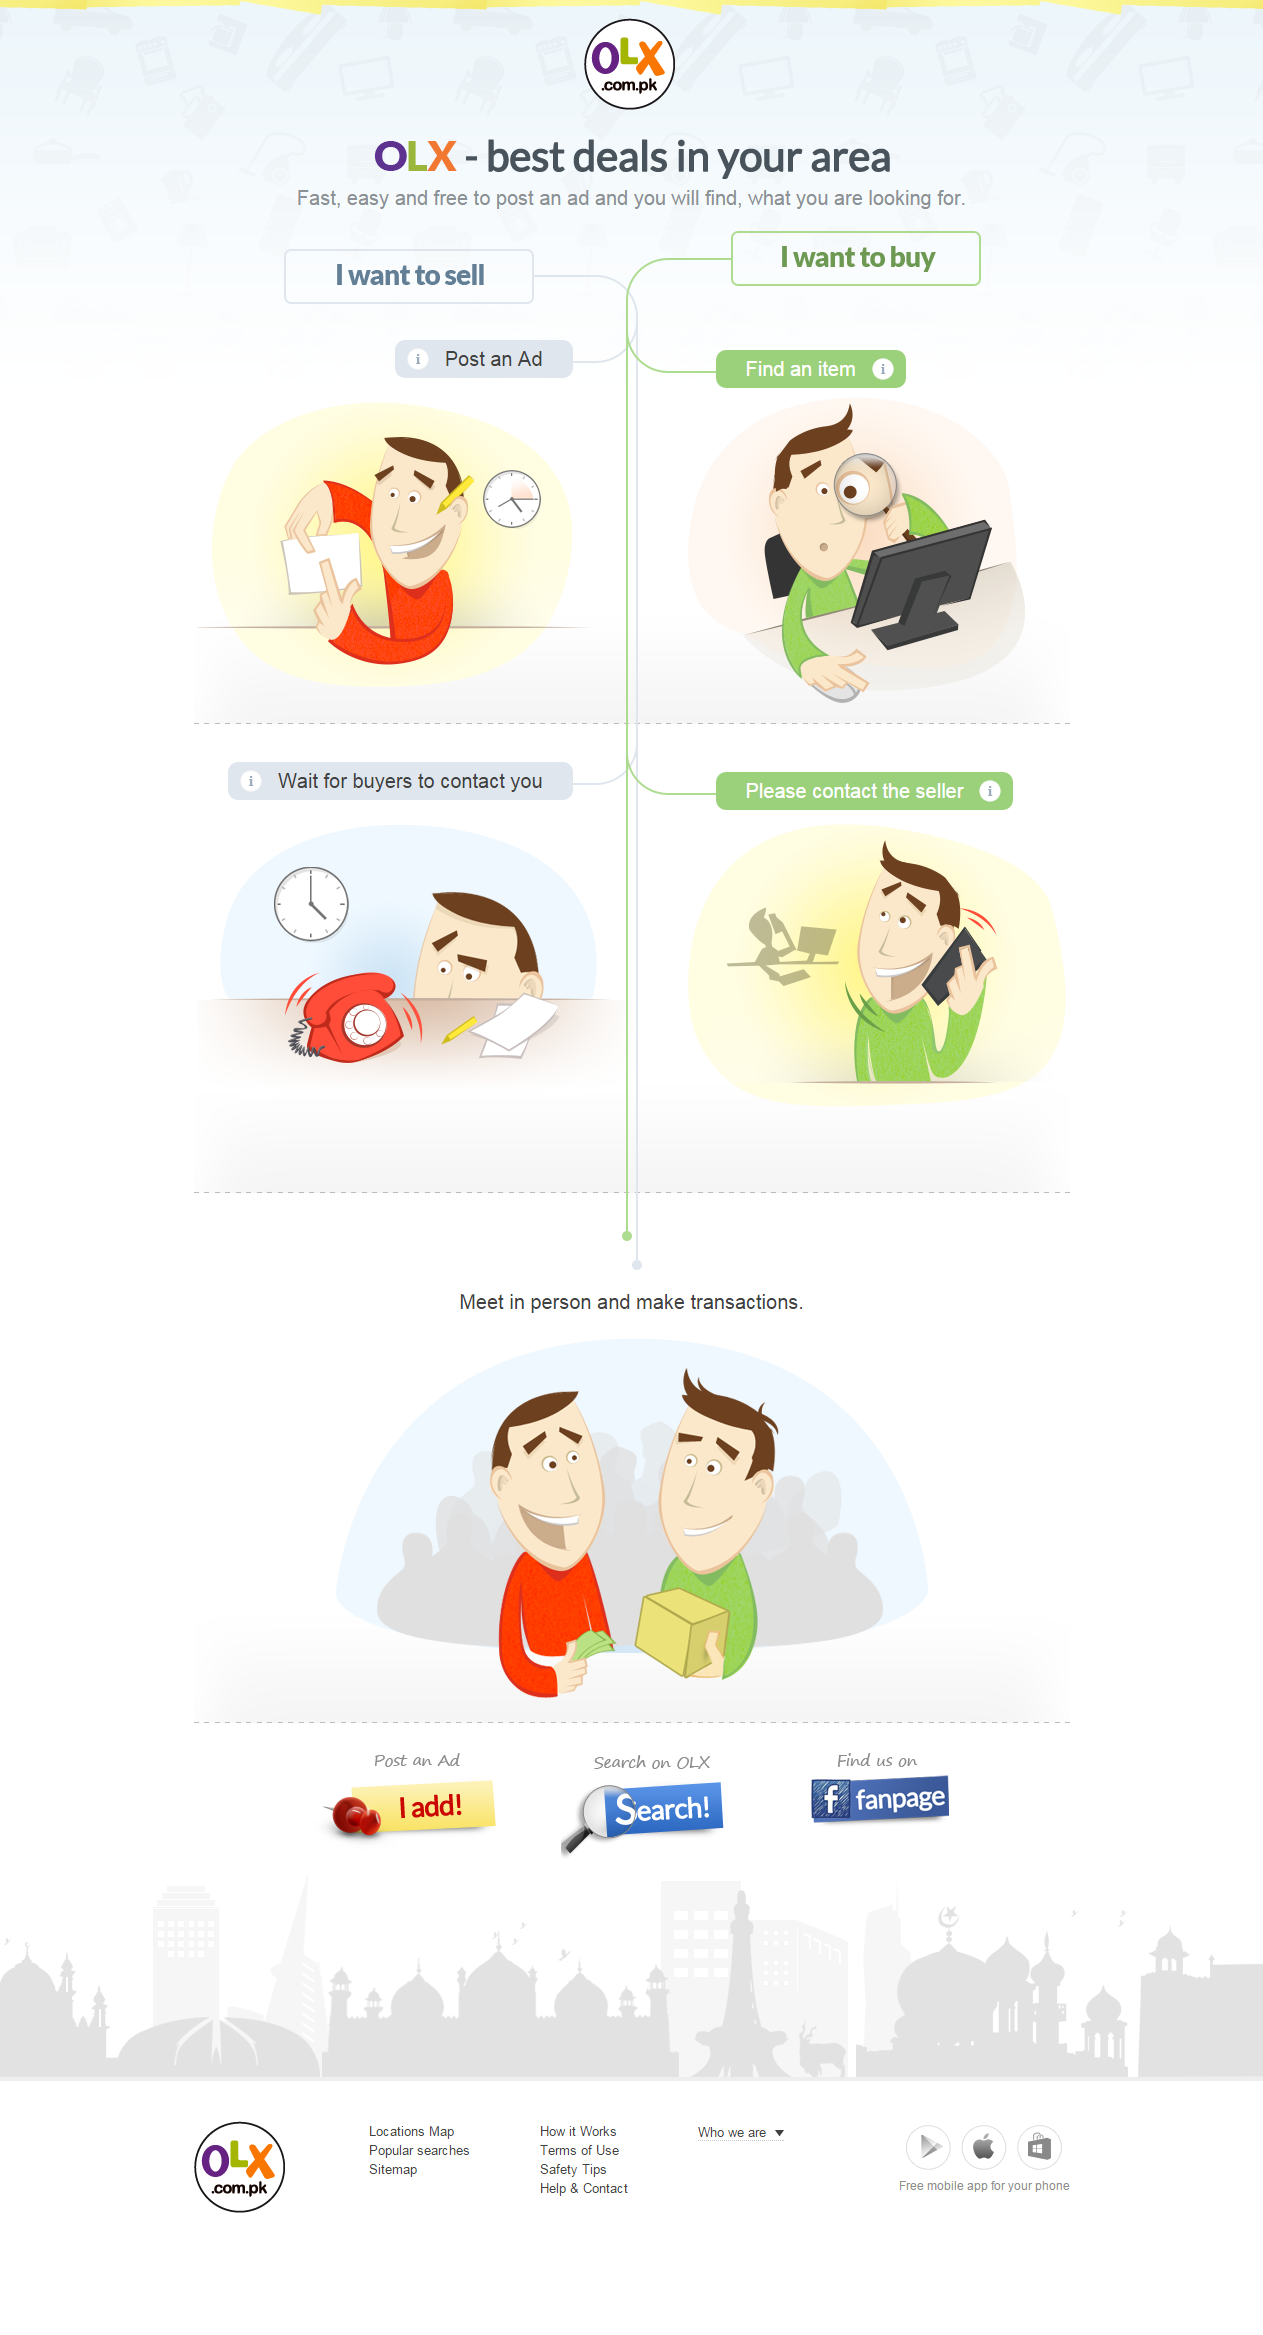 OLX
.com.pk
OLX - best deals in your area
Fast, easy and free to post an ad and you will find, what you are looking for.
I want to sell
I want to buy
i Post an Ad
Find an item i
i Wait for buyers to contact you
Please contact the seller i
Meet in person and make transactions.
Post an Ad
I add!
Search on OLX
Search!
Find us on
f fanpage
OLX
.com.pk
Locations Map
Popular searches
Sitemap
How it Works
Terms of Use
Safety Tips
Help & Contact
Who we are
Free mobile app for your phone